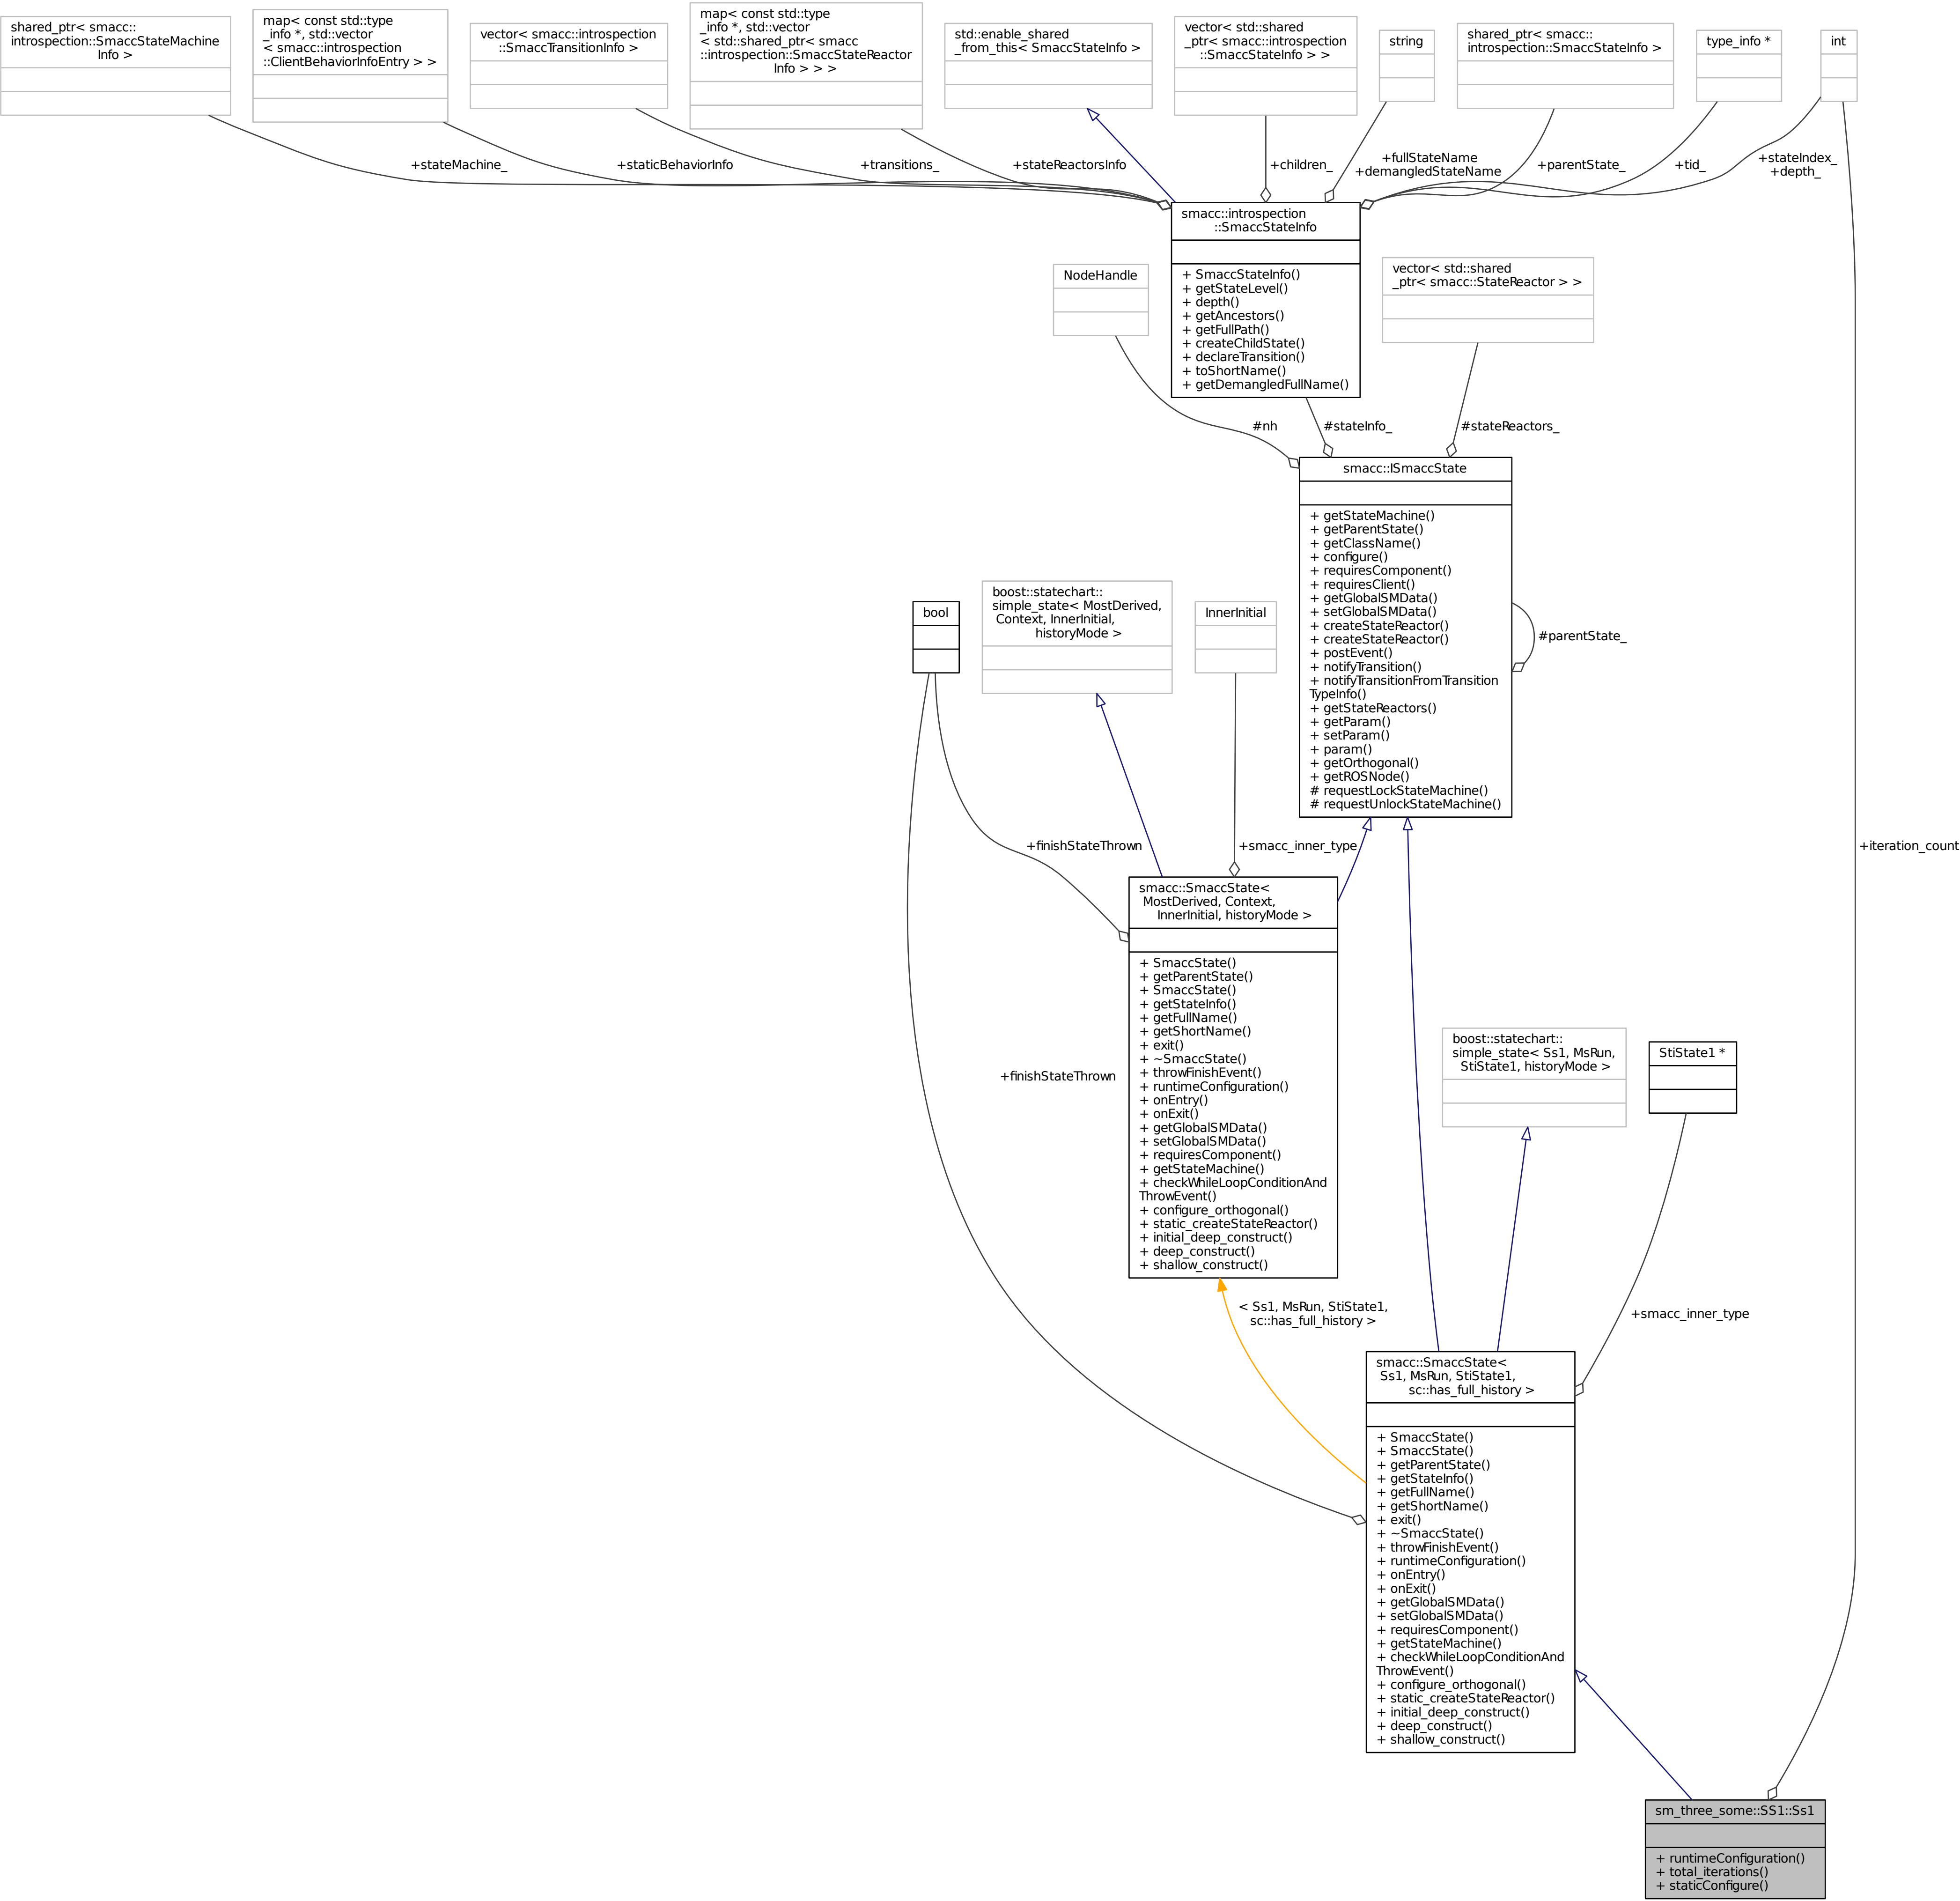 shared_ptr< smacc::
introspection::SmaccStateMachine
Info >
map< const std::type
_info *, std::vector
< smacc::introspection
::ClientBehaviorInfoEntry > >
vector< smacc::introspection
::SmaccTransitionInfo >
map< const std::type
_info *, std::vector
< std::shared_ptr< smacc
::introspection::SmaccStateReactor
Info > > >
std::enable_shared
_from_this< SmaccStateInfo >
vector< std::shared
_ptr< smacc::introspection
::SmaccStateInfo > >
string
shared_ptr< smacc::
introspection::SmaccStateInfo >
type_info *
int
+stateMachine_
+staticBehaviorInfo
+transitions_
+stateReactorsInfo
+children_
+fullStateName
+demangledStateName
+parentState_
+tid_
+stateIndex_
+depth_
smacc::introspection
::SmaccStateInfo
+ SmaccStateInfo()
+ getStateLevel()
+ depth()
+ getAncestors()
+ getFullPath()
+ createChildState()
+ declareTransition()
+ toShortName()
+ getDemangledFullName()
NodeHandle
vector< std::shared
_ptr< smacc::StateReactor > >
#nh
#stateInfo_
#stateReactors_
smacc::ISmaccState
+ getStateMachine()
+ getParentState()
+ getClassName()
+ configure()
+ requiresComponent()
+ requiresClient()
+ getGlobalSMData()
+ setGlobalSMData()
+ createStateReactor()
+ createStateReactor()
+ postEvent()
+ notifyTransition()
+ notifyTransitionFromTransition
TypeInfo()
+ getStateReactors()
+ getParam()
+ setParam()
+ param()
+ getOrthogonal()
+ getROSNode()
# requestLockStateMachine()
# requestUnlockStateMachine()
#parentState_
bool
boost::statechart::
simple_state< MostDerived,
Context, InnerInitial,
historyMode >
InnerInitial
+finishStateThrown
+smacc_inner_type
+iteration_count
smacc::SmaccState<
MostDerived, Context,
InnerInitial, historyMode >
+ SmaccState()
+ getParentState()
+ SmaccState()
+ getStateInfo()
+ getFullName()
+ getShortName()
+ exit()
+ ~SmaccState()
+ throwFinishEvent()
+ runtimeConfiguration()
+ onEntry()
+ onExit()
+ getGlobalSMData()
+ setGlobalSMData()
+ requiresComponent()
+ getStateMachine()
+ checkWhileLoopConditionAnd
ThrowEvent()
+ configure_orthogonal()
+ static_createStateReactor()
+ initial_deep_construct()
+ deep_construct()
+ shallow_construct()
+finishStateThrown
boost::statechart::
simple_state< Ss1, MsRun,
StiState1, historyMode >
StiState1 *
< Ss1, MsRun, StiState1,
sc::has_full_history >
+smacc_inner_type
smacc::SmaccState<
Ss1, MsRun, StiState1,
sc::has_full_history >
+ SmaccState()
+ SmaccState()
+ getParentState()
+ getStateInfo()
+ getFullName()
+ getShortName()
+ exit()
+ ~SmaccState()
+ throwFinishEvent()
+ runtimeConfiguration()
+ onEntry()
+ onExit()
+ getGlobalSMData()
+ setGlobalSMData()
+ requiresComponent()
+ getStateMachine()
+ checkWhileLoopConditionAnd
ThrowEvent()
+ configure_orthogonal()
+ static_createStateReactor()
+ initial_deep_construct()
+ deep_construct()
+ shallow_construct()
sm_three_some::SS1::Ss1
+ runtimeConfiguration()
+ total_iterations()
+ staticConfigure()